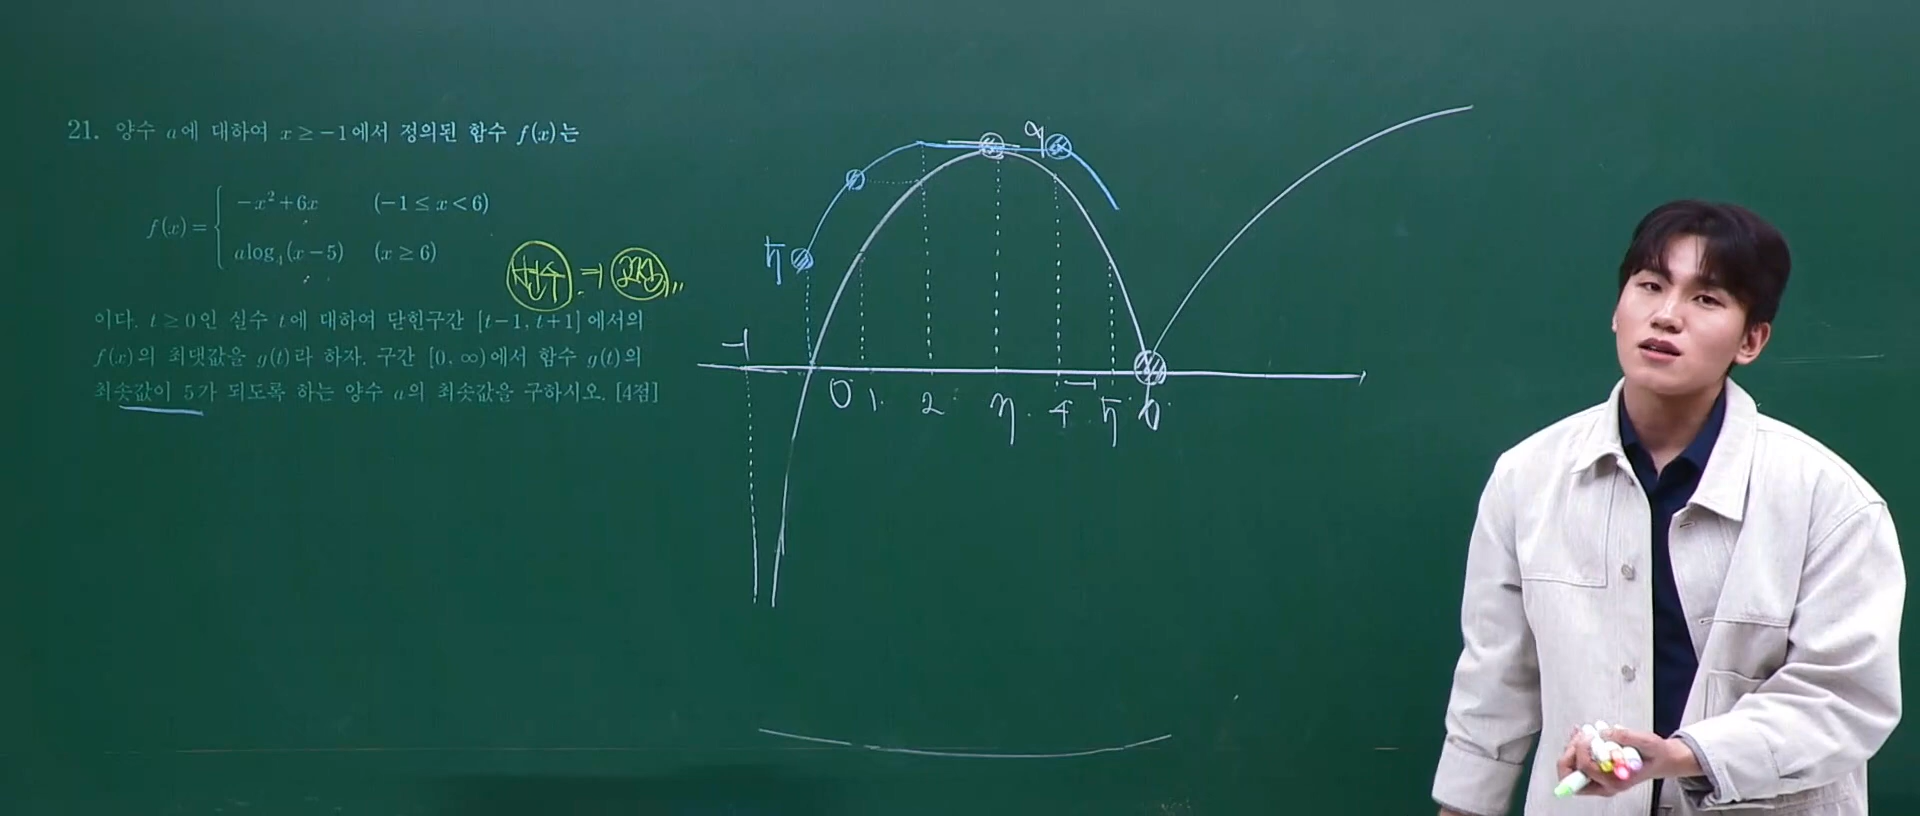 21. 양수 a에 대하여 x ≥ −1에서 정의된 함수 f(x)는
f(x) = { −x²+6x (−1 ≤ x < 6)
a log₄(x−5) (x ≥ 6)
이다. t ≥ 0인 실수 t에 대하여 닫힌구간 [t−1, t+1]에서의
f(x)의 최댓값을 g(t)라 하자. 구간 [0, ∞)에서 함수 g(t)의
최솟값이 5가 되도록 하는 양수 a의 최솟값을 구하시오. [4점]
9
5
−1
0 1 2 3 4 5 6